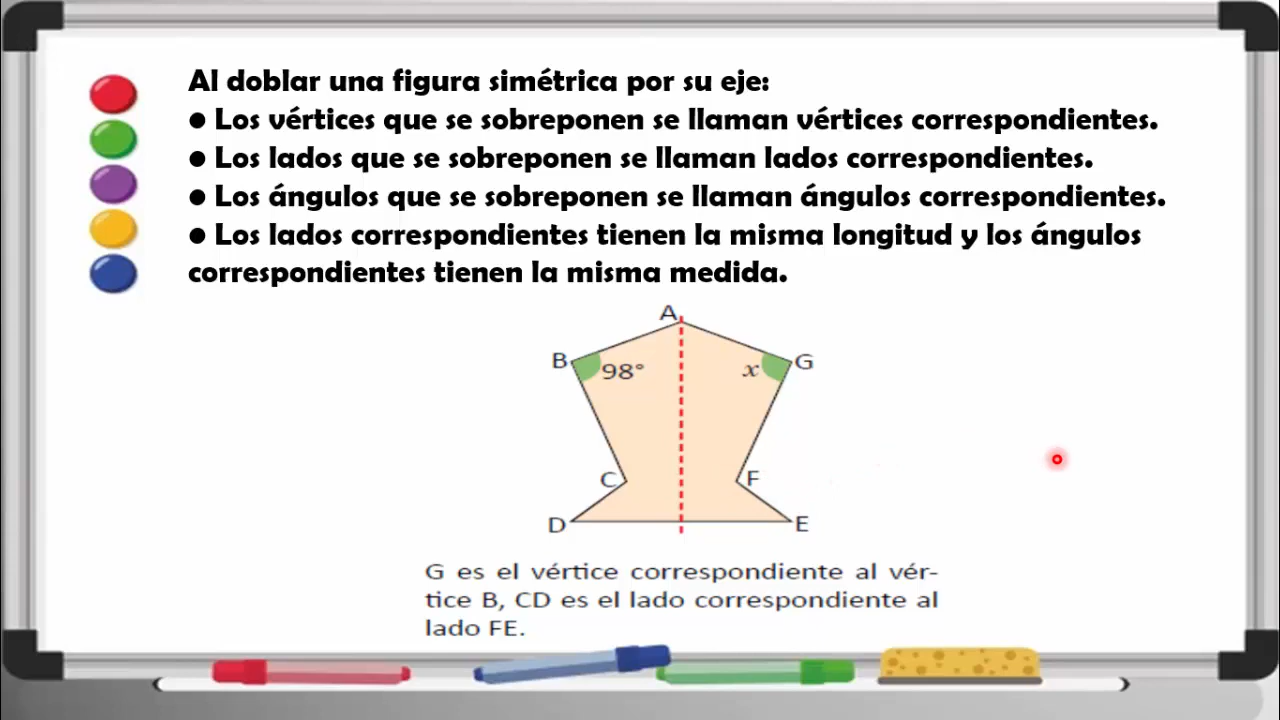 Al doblar una figura simétrica por su eje:
● Los vértices que se sobreponen se llaman vértices correspondientes.
● Los lados que se sobreponen se llaman lados correspondientes.
● Los ángulos que se sobreponen se llaman ángulos correspondientes.
● Los lados correspondientes tienen la misma longitud y los ángulos
correspondientes tienen la misma medida.
A
B
98°
x
G
C
F
D
E
G es el vértice correspondiente al vér-
tice B, CD es el lado correspondiente al
lado FE.